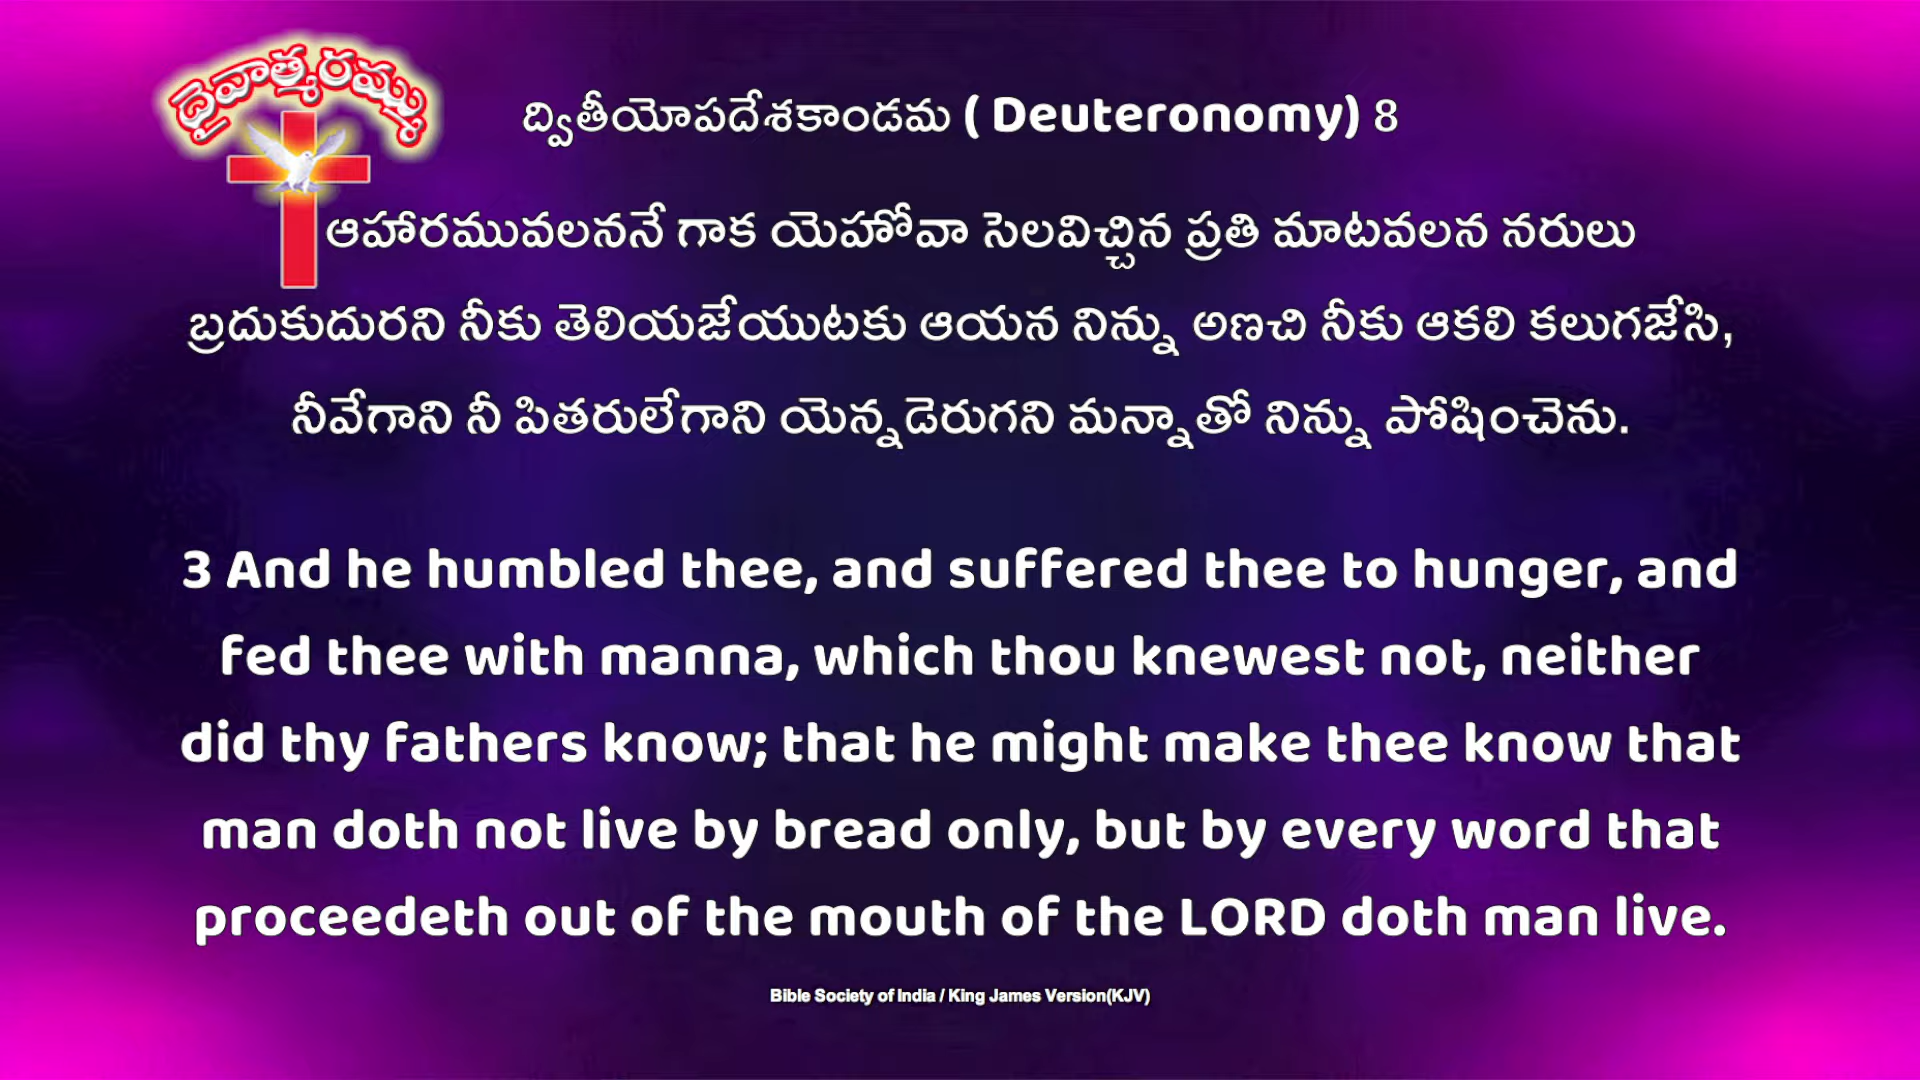 దైవాత్మరమ్ము
ద్వితీయోపదేశకాండమ ( Deuteronomy) 8
ఆహారమువలననే గాక యెహోవా సెలవిచ్చిన ప్రతి మాటవలన నరులు
బ్రదుకుదురని నీకు తెలియజేయుటకు ఆయన నిన్ను అణచి నీకు ఆకలి కలుగజేసి,
నీవేగాని నీ పితరులేగాని యెన్నడెరుగని మన్నాతో నిన్ను పోషించెను.
3 And he humbled thee, and suffered thee to hunger, and
fed thee with manna, which thou knewest not, neither
did thy fathers know; that he might make thee know that
man doth not live by bread only, but by every word that
proceedeth out of the mouth of the LORD doth man live.
Bible Society of India / King James Version(KJV)